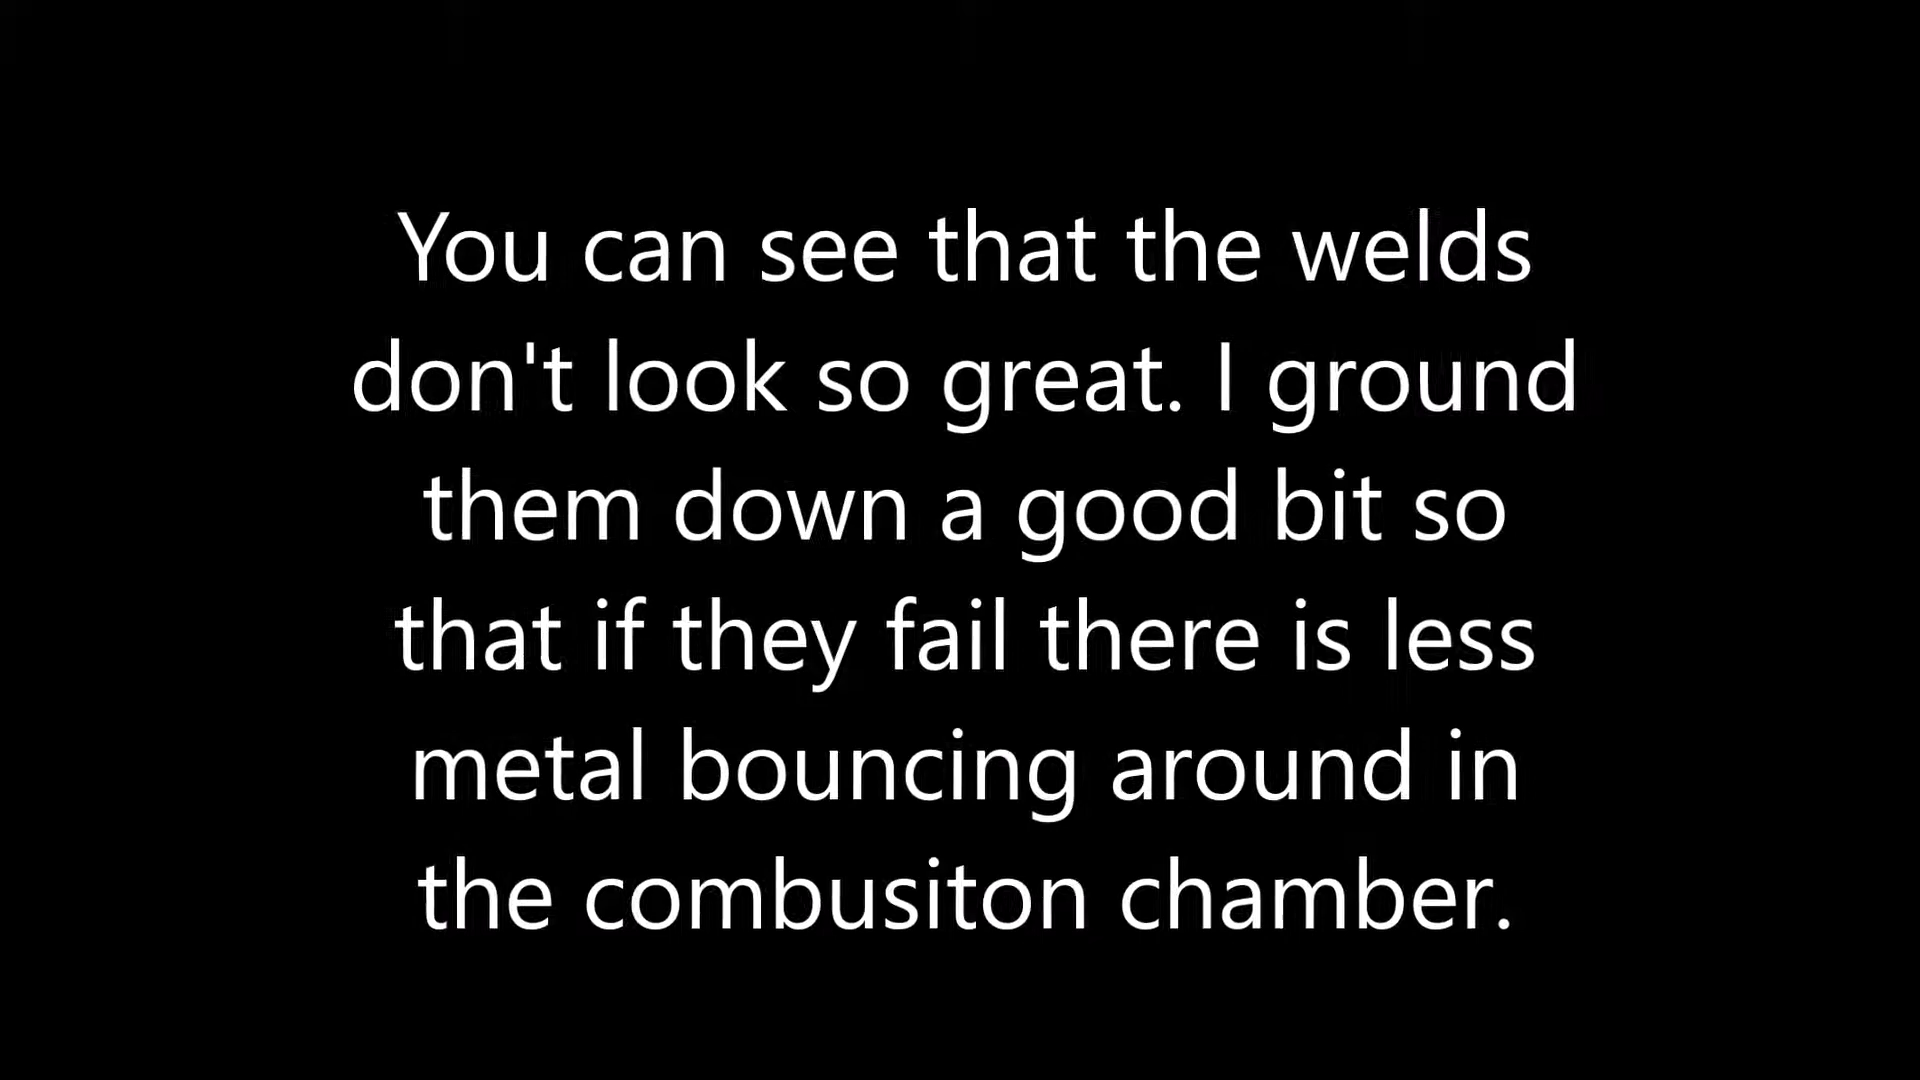 You can see that the welds
don't look so great. I ground
them down a good bit so
that if they fail there is less
metal bouncing around in
the combusiton chamber.